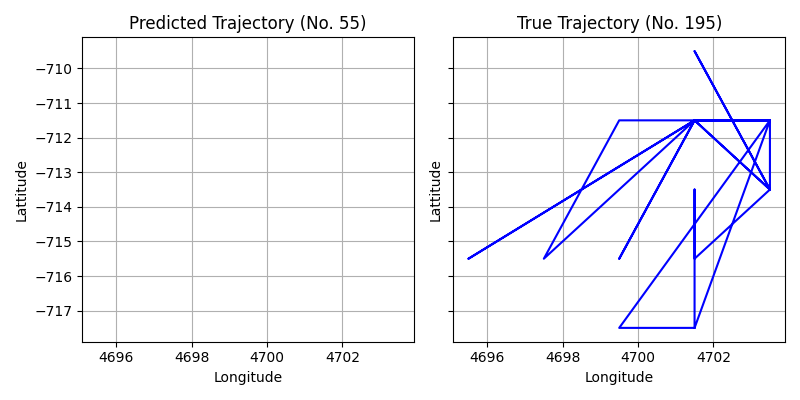 Predicted Trajectory (No. 55)
True Trajectory (No. 195)
−710
−711
−712
−713
−714
−715
−716
−717
Lattitude
Lattitude
4696 4698 4700 4702
4696 4698 4700 4702
Longitude
Longitude